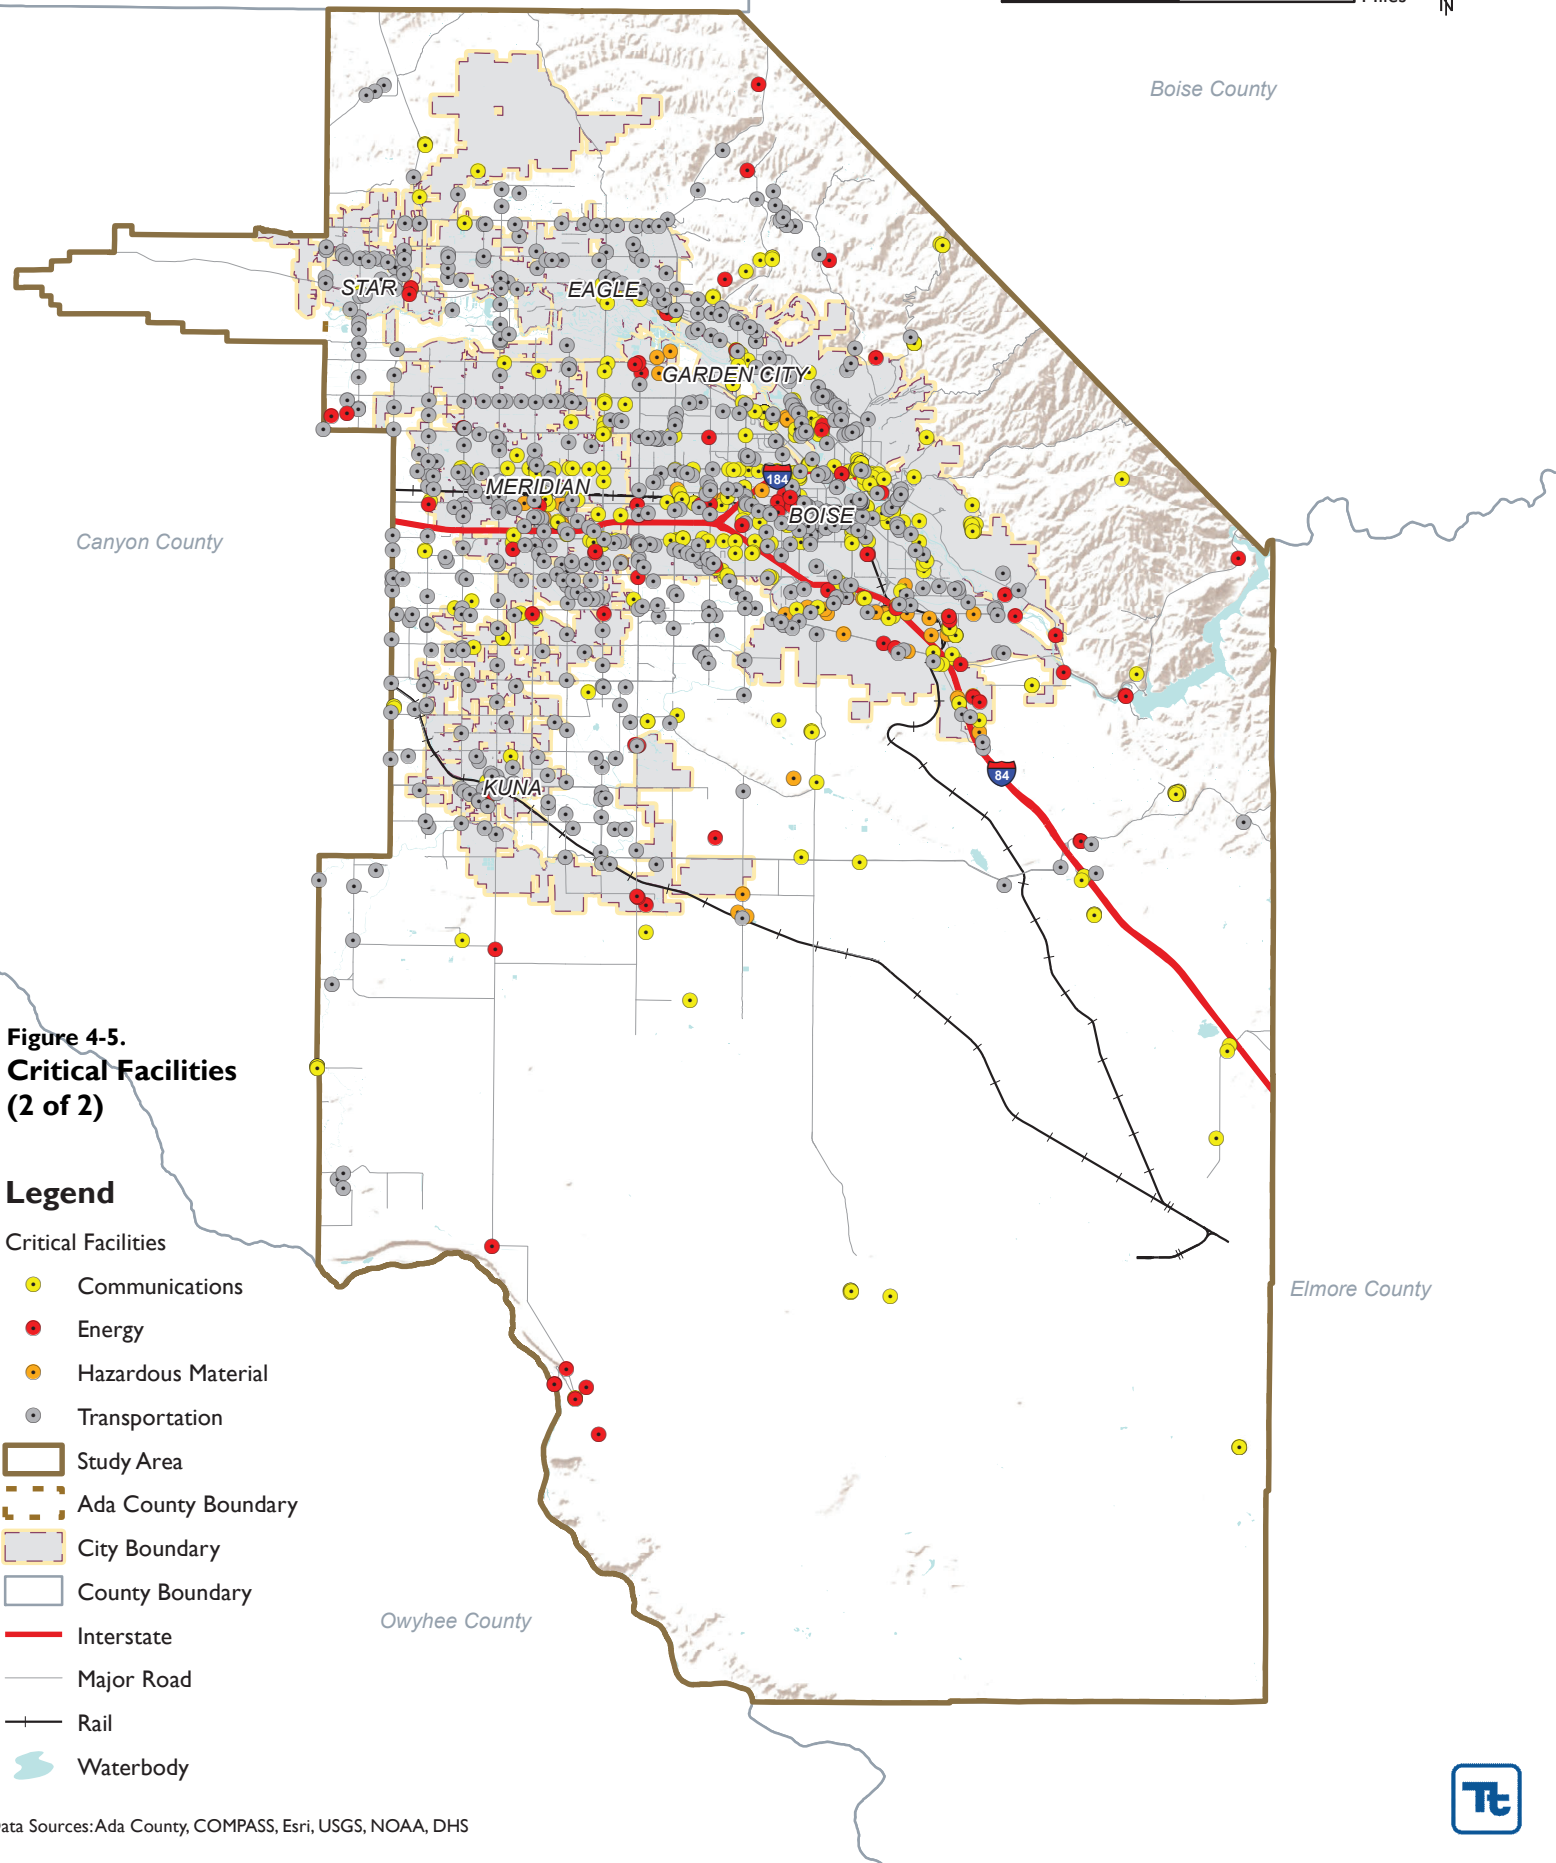 Miles
N
Boise County
STAR
EAGLE
GARDEN CITY
184
MERIDIAN
BOISE
Canyon County
84
KUNA
Figure 4-5.
Critical Facilities
(2 of 2)
Legend
Critical Facilities
Communications
Energy
Hazardous Material
Transportation
Study Area
Ada County Boundary
City Boundary
County Boundary
Interstate
Major Road
Rail
Waterbody
Elmore County
Owyhee County
ata Sources: Ada County, COMPASS, Esri, USGS, NOAA, DHS
Tt